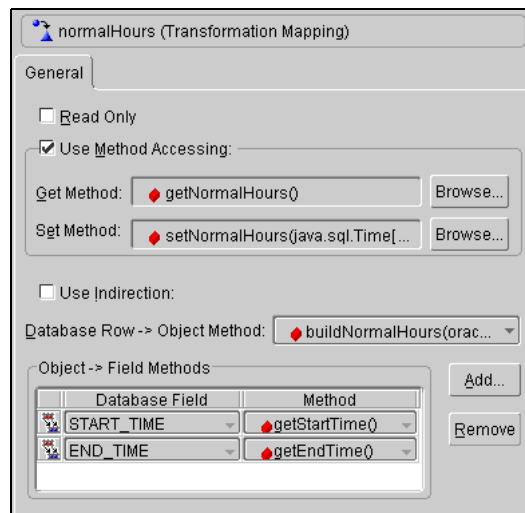 normalHours (Transformation Mapping)
General
Read Only
Use Method Accessing:
Get Method: getNormalHours() Browse...
Set Method: setNormalHours(java.sql.Time[... Browse...
Use Indirection:
Database Row -> Object Method: buildNormalHours(orac...
Object -> Field Methods
Add...
Database Field Method
START_TIME getStartTime()
Remove
END_TIME getEndTime()